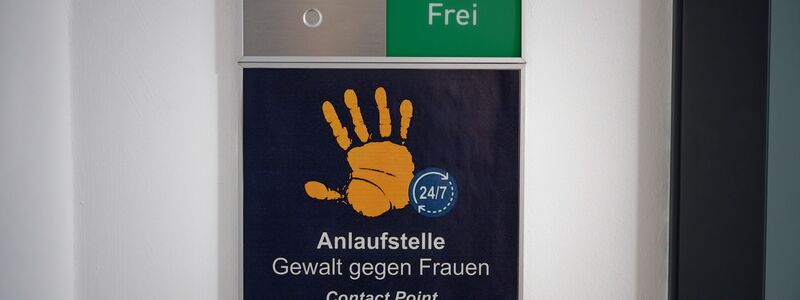 Frei
24/7
Anlaufstelle
Gewalt gegen Frauen
Contact Point